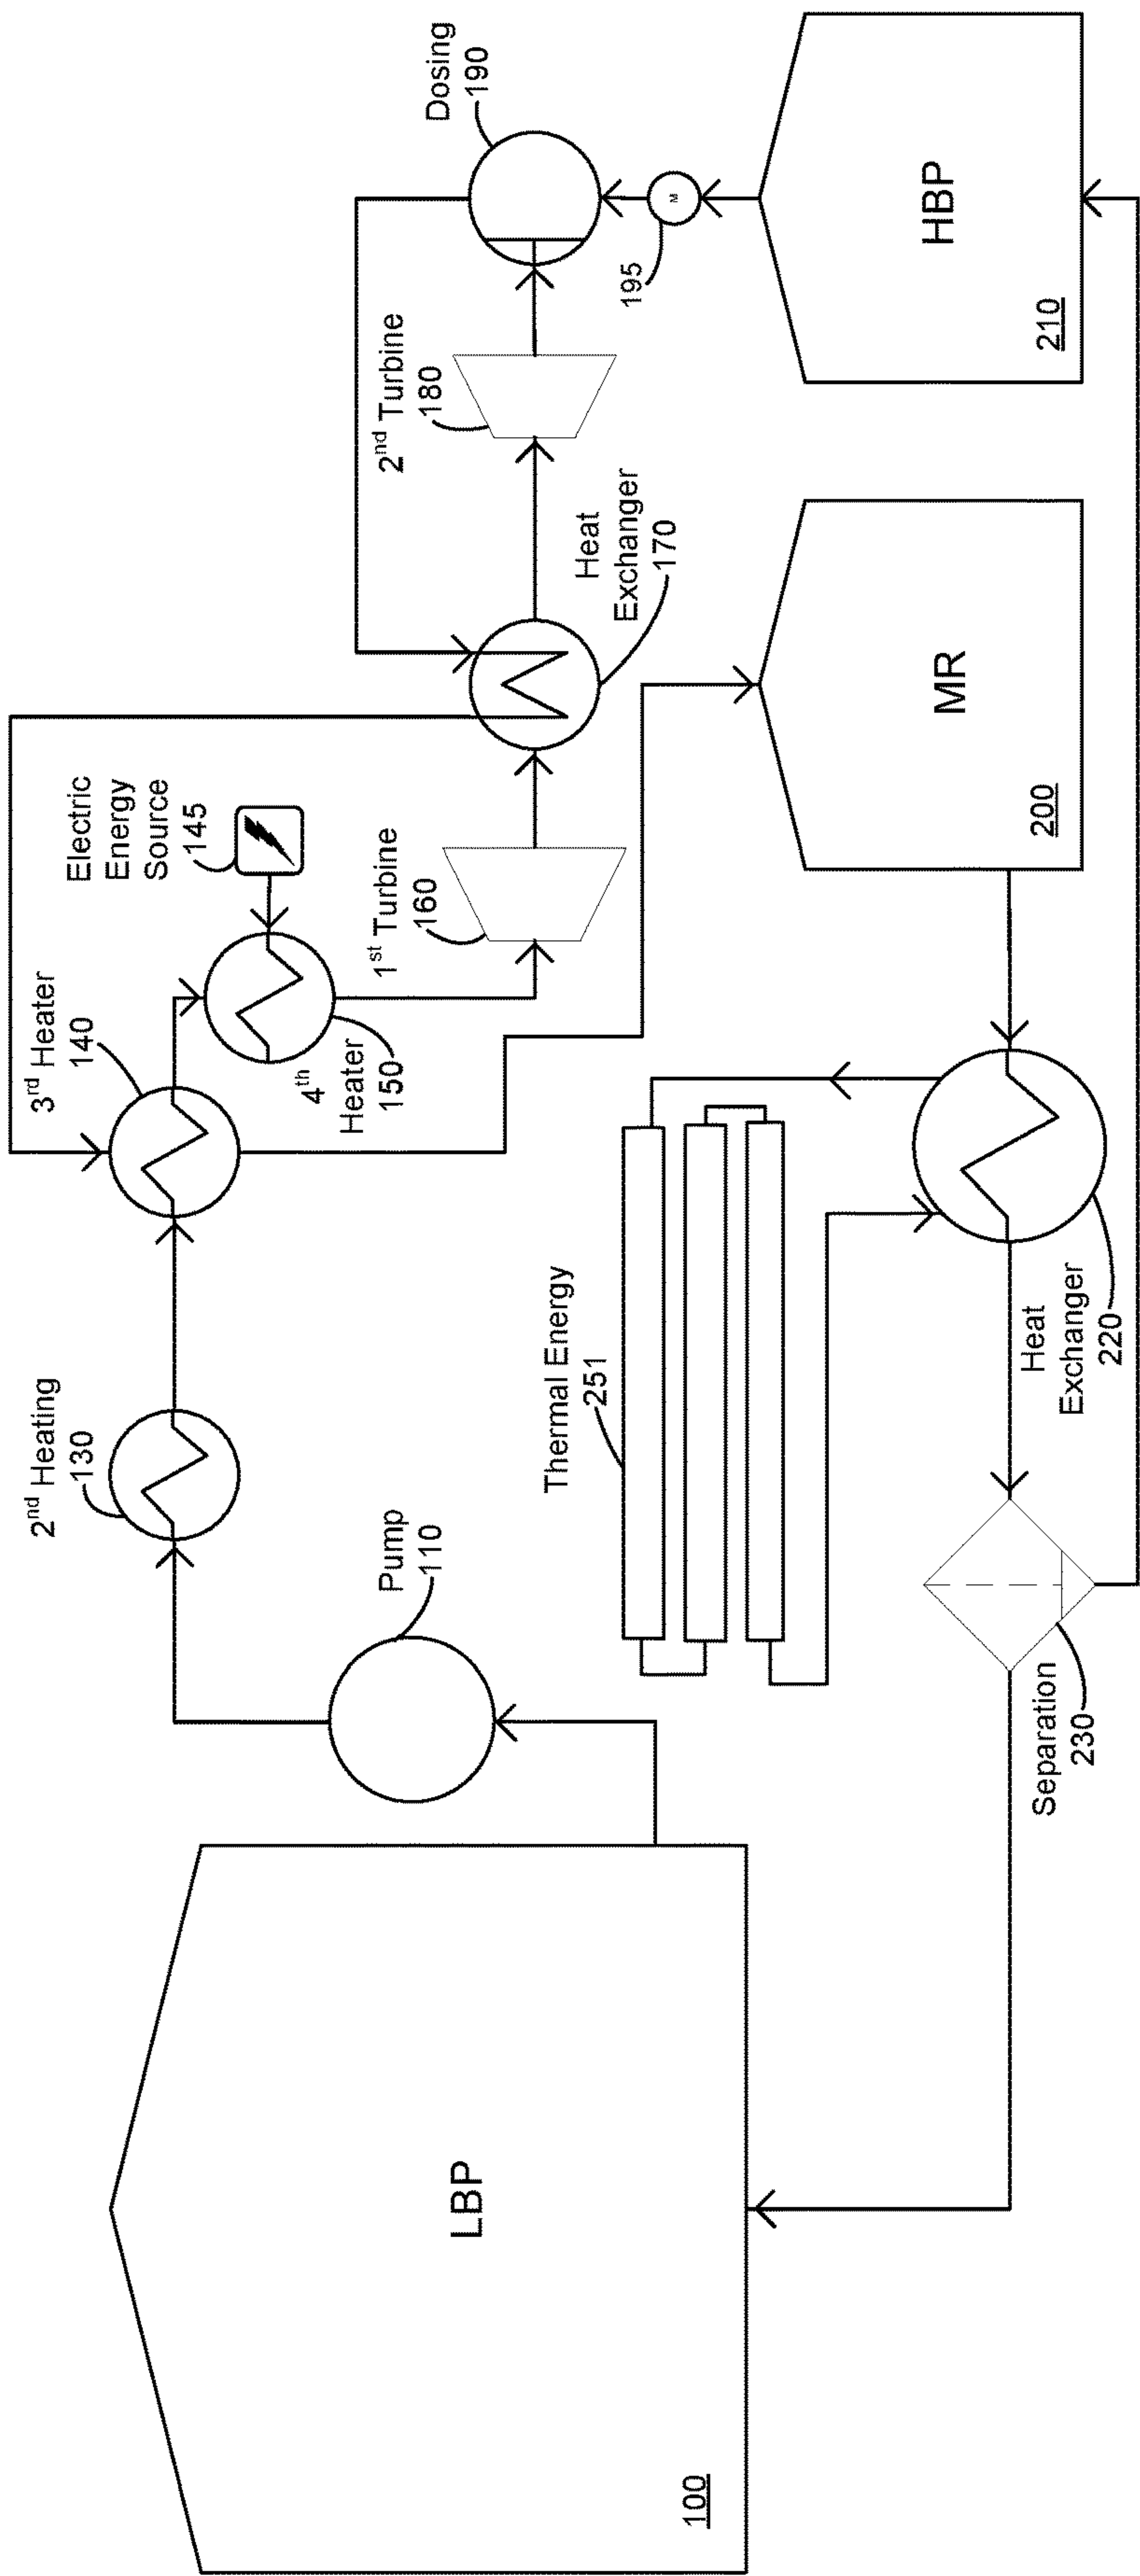 LBP
100
Pump
110
2nd Heating
130
3rd Heater
140
Electric
Energy
Source
145
4th
Heater
150
1st Turbine
160
Heat
Exchanger
170
2nd Turbine
180
Dosing
190
M
195
HBP
210
MR
200
Thermal Energy
251
Heat
Exchanger
220
Separation
230